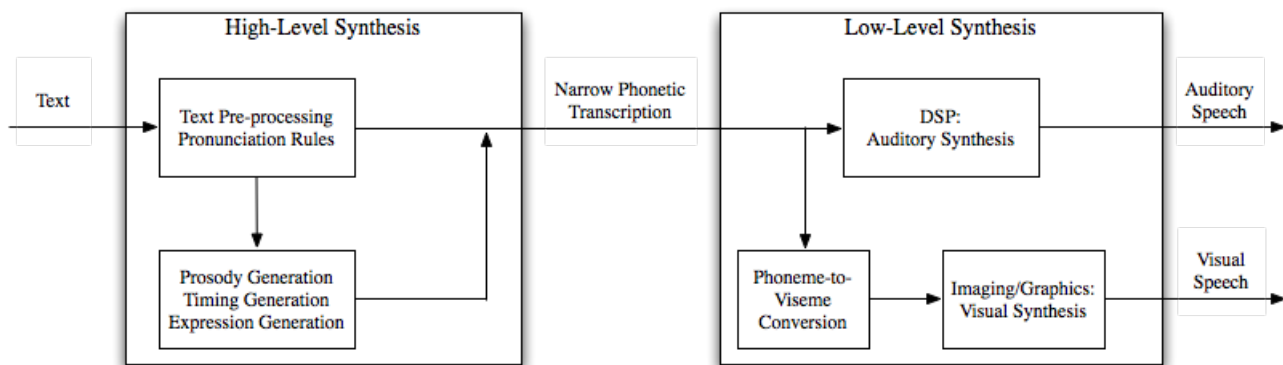 High-Level Synthesis
Low-Level Synthesis
Text
Text Pre-processing
Pronunciation Rules
Prosody Generation
Timing Generation
Expression Generation
Narrow Phonetic
Transcription
DSP:
Auditory Synthesis
Phoneme-to-
Viseme
Conversion
Imaging/Graphics:
Visual Synthesis
Auditory
Speech
Visual
Speech